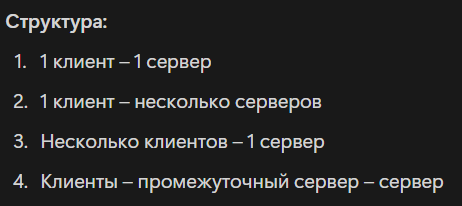 Структура:
1. 1 клиент – 1 сервер
2. 1 клиент – несколько серверов
3. Несколько клиентов – 1 сервер
4. Клиенты – промежуточный сервер – сервер